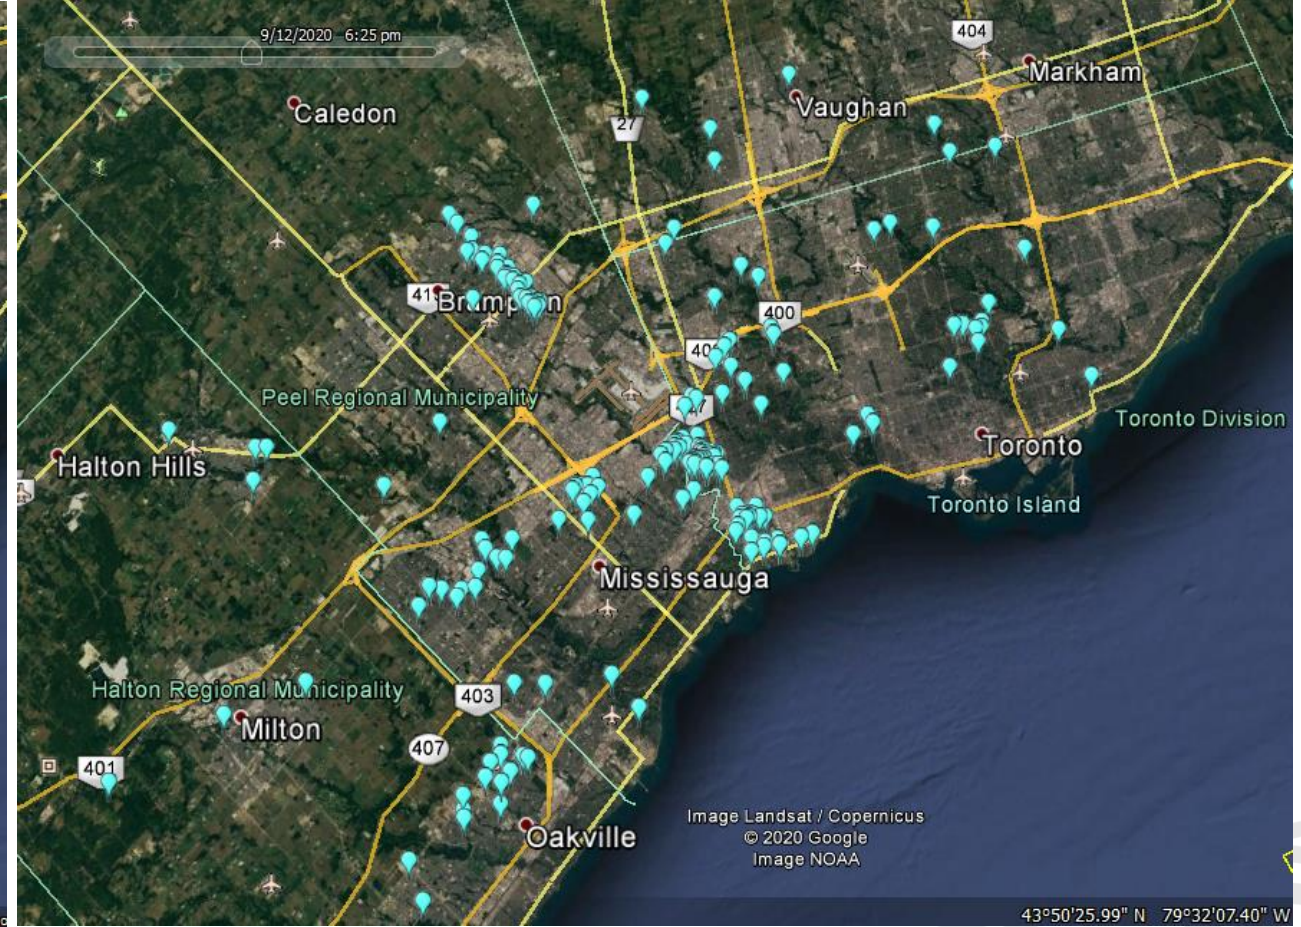 9/12/2020 6:25 pm
404
Markham
Caledon
Vaughan
27
Brampton
400
Peel Regional Municipality
Toronto Division
Halton Hills
Toronto
Toronto Island
Mississauga
Halton Regional Municipality
403
Milton
407
401
Image Landsat / Copernicus
© 2020 Google
Image NOAA
Oakville
43°50'25.99" N 79°32'07.40" W